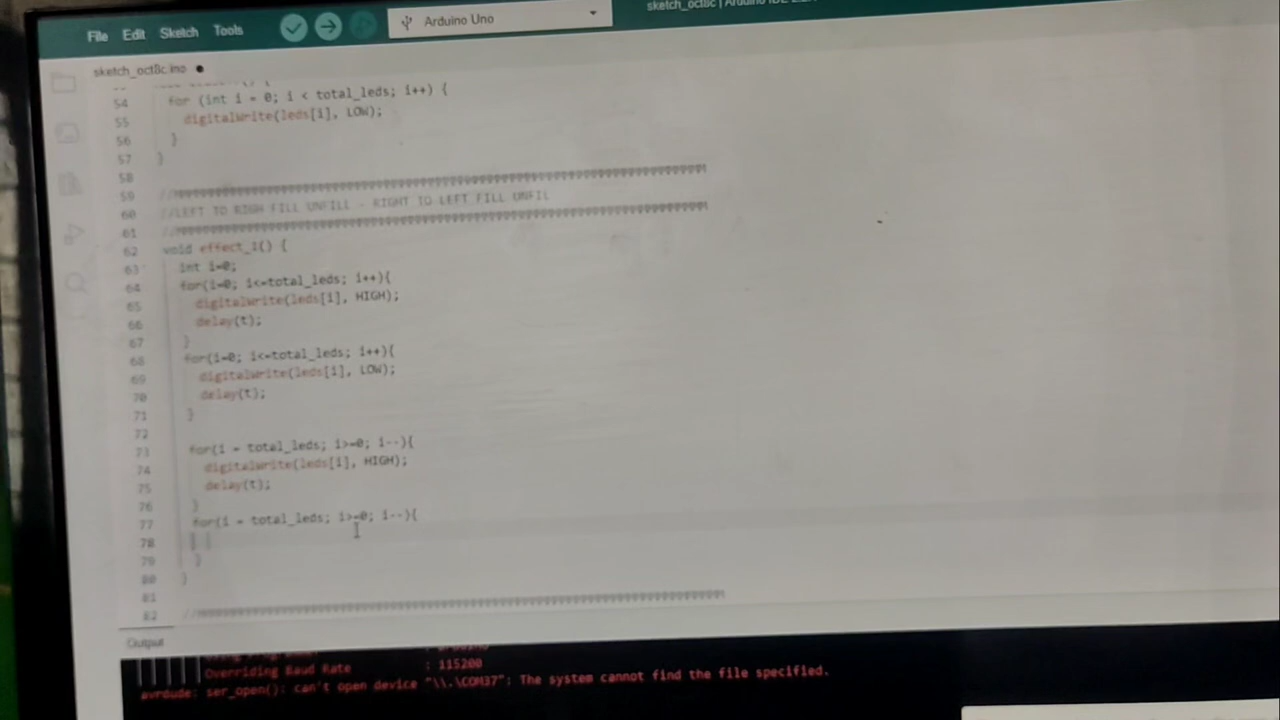 File Edit Sketch Tools Arduino Uno
sketch_oct8c.ino ●
54 for (int i = 0; i < total_leds; i++) {
55 digitalWrite(leds[i], LOW);
56 }
57 }
58
59 //
60 //LEFT TO RIGH FILL UNFILL - RIGHT TO LEFT FILL UNFIL
61 //
62 void effect_1() {
63 int i=0;
64 for(i=0; i<=total_leds; i++){
65 digitalWrite(leds[i], HIGH);
66 delay(t);
67 }
68 for(i=0; i<=total_leds; i++){
69 digitalWrite(leds[i], LOW);
70 delay(t);
71 }
72
73 for(i = total_leds; i>=0; i--){
74 digitalWrite(leds[i], HIGH);
75 delay(t);
76 }
77 for(i = total_leds; i>=0; i--){
78
79 }
80 }
81
82 //
Output
Overriding Baud Rate : 115200
avrdude: ser_open(): can't open device "\\.\COM37": The system cannot find the file specified.